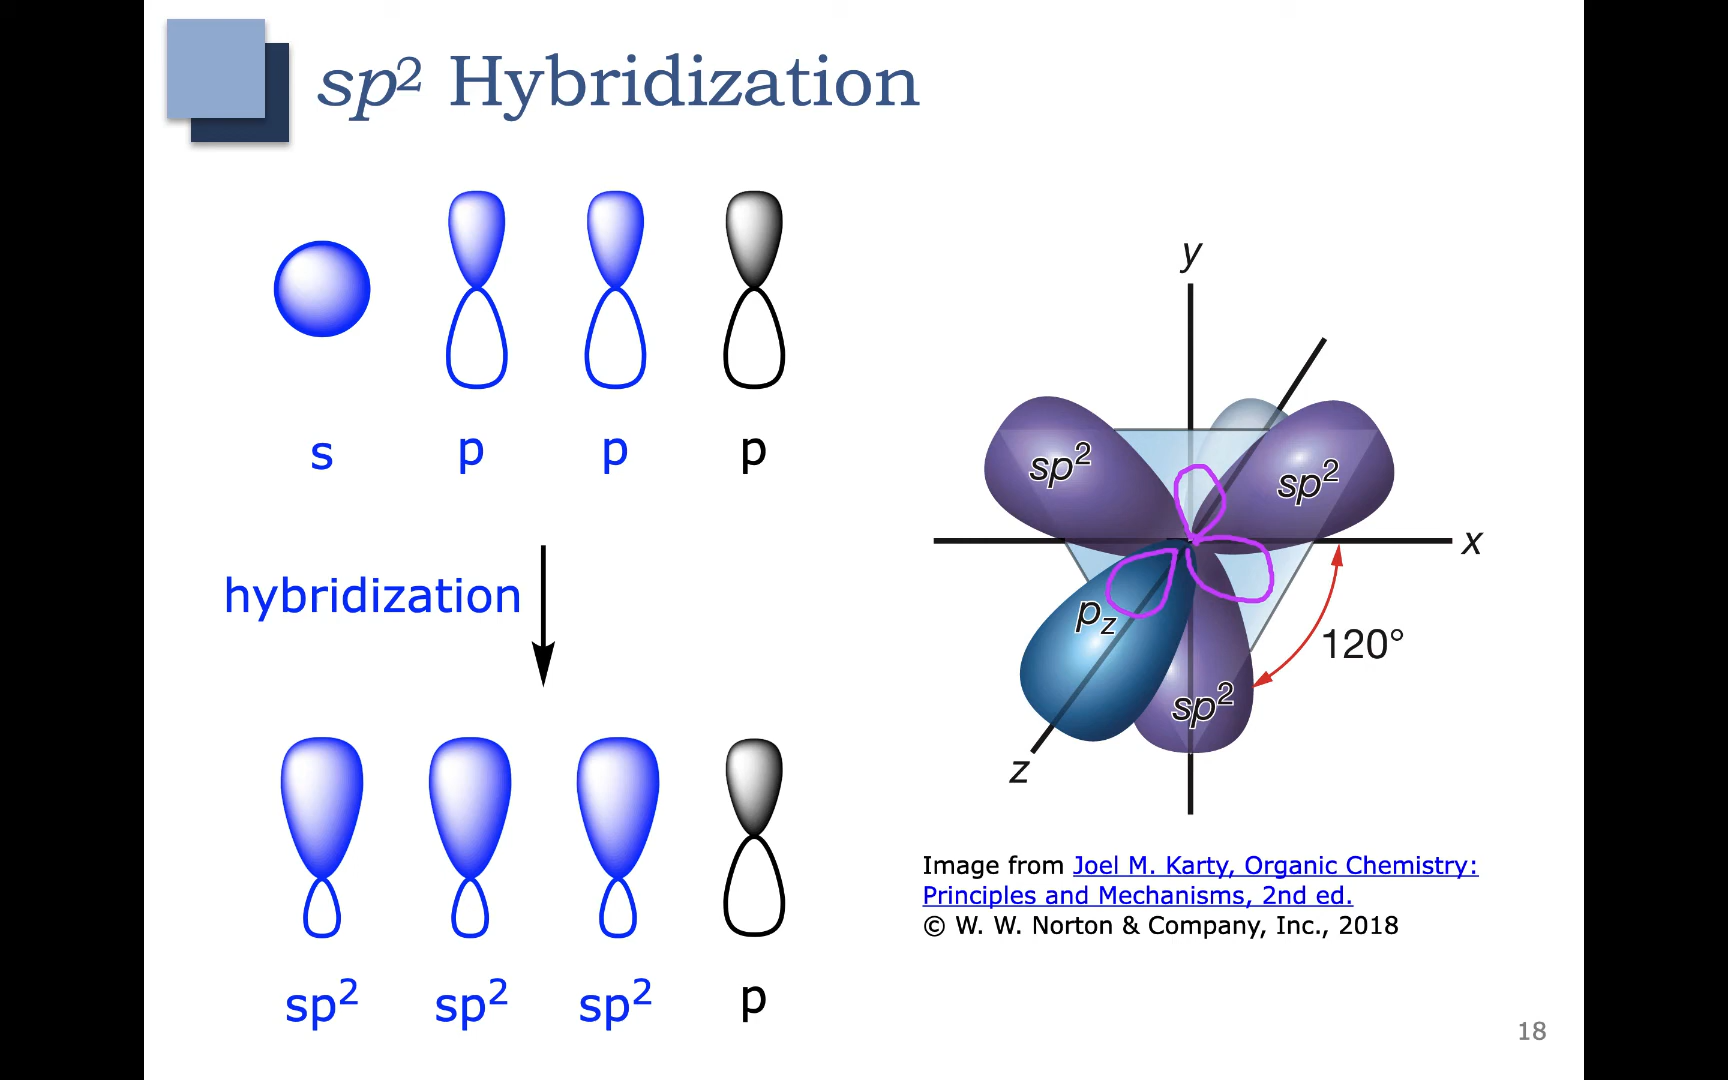 sp² Hybridization
s p p p
hybridization
sp² sp² sp² p
y
sp² sp²
x
p_z
120°
sp²
z
Image from Joel M. Karty, Organic Chemistry:
Principles and Mechanisms, 2nd ed.
© W. W. Norton & Company, Inc., 2018
18